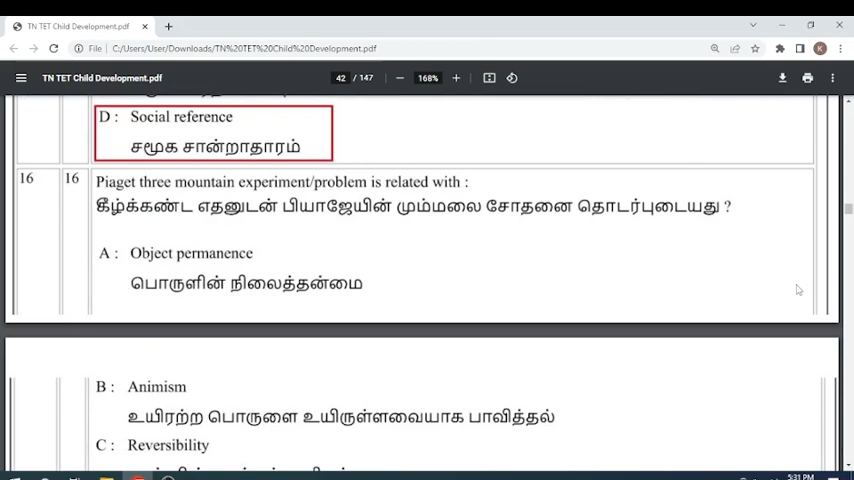 TN TET Child Development.pdf
File C:/Users/User/Downloads/TN%20TET%20Child%20Development.pdf
K
TN TET Child Development.pdf
42 / 147
168%
D : Social reference
சமூக சான்றாதாரம்
16 16 Piaget three mountain experiment/problem is related with :
கீழ்க்கண்ட எதனுடன் பியாஜேயின் மும்மலை சோதனை தொடர்புடையது ?
A : Object permanence
பொருளின் நிலைத்தன்மை
B : Animism
உயிரற்ற பொருளை உயிருள்ளவையாக பாவித்தல்
C : Reversibility
5:31 PM